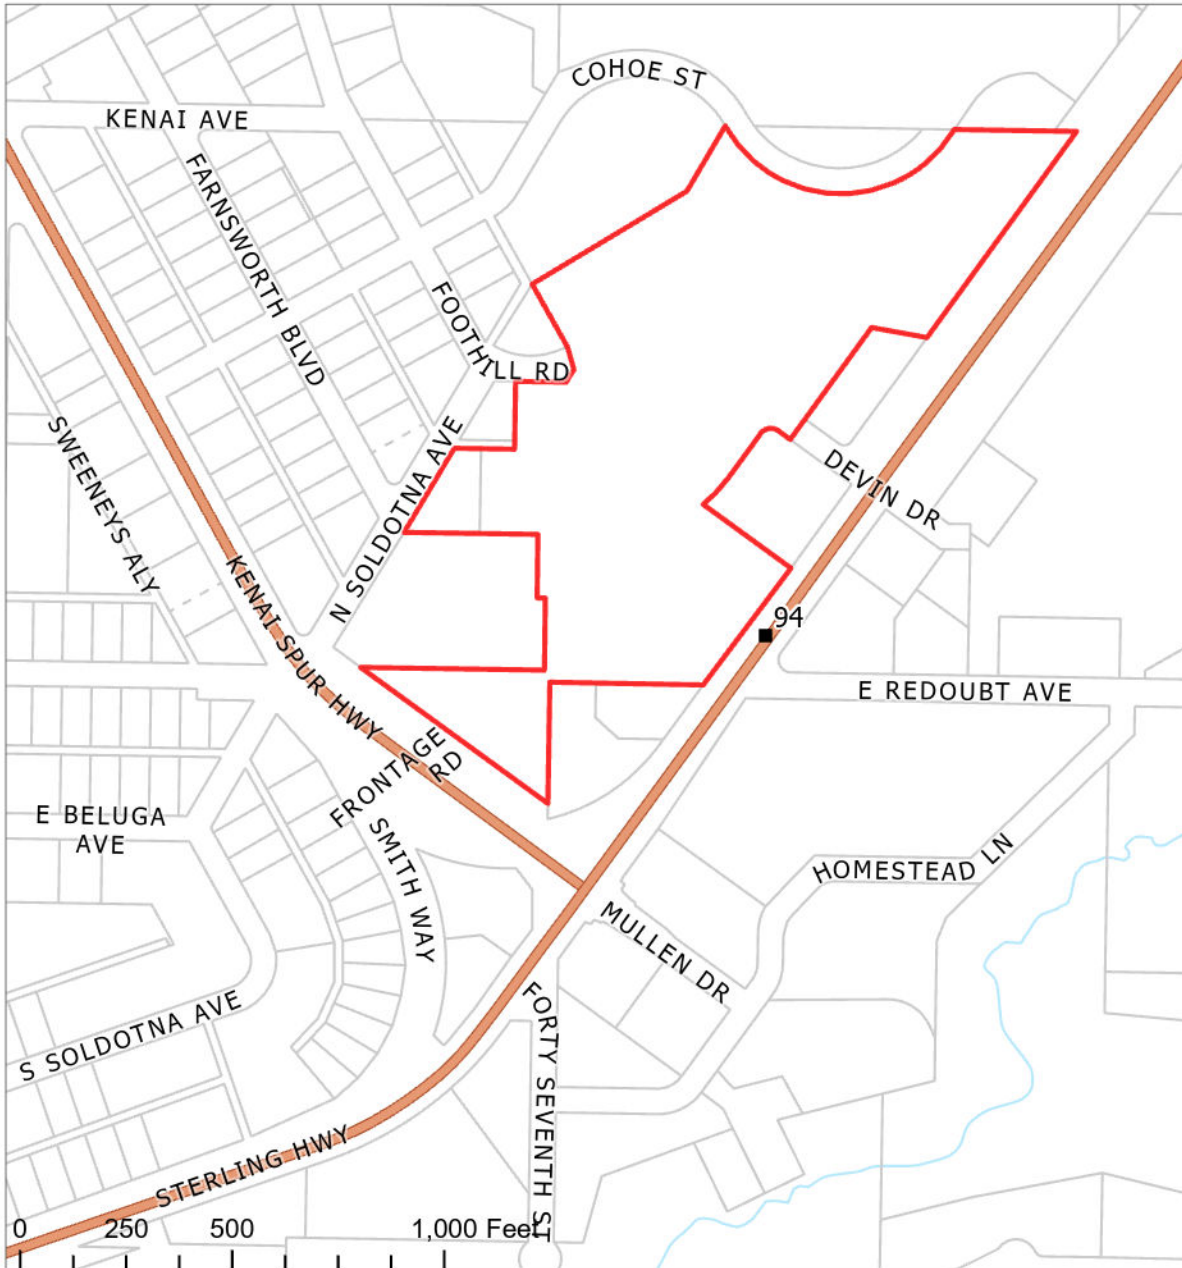 COHOE ST
KENAI AVE
FARNSWORTH BLVD
FOOTHILL RD
SWEENEYS ALY
N SOLDOTNA AVE
DEVIN DR
KENAI SPUR HWY
94
E REDOUBT AVE
FRONTAGE
RD
E BELUGA
AVE
SMITH WAY
HOMESTEAD LN
MULLEN DR
S SOLDOTNA AVE
FORTY SEVENTH ST
STERLING HWY
0 250 500 1,000 Feet